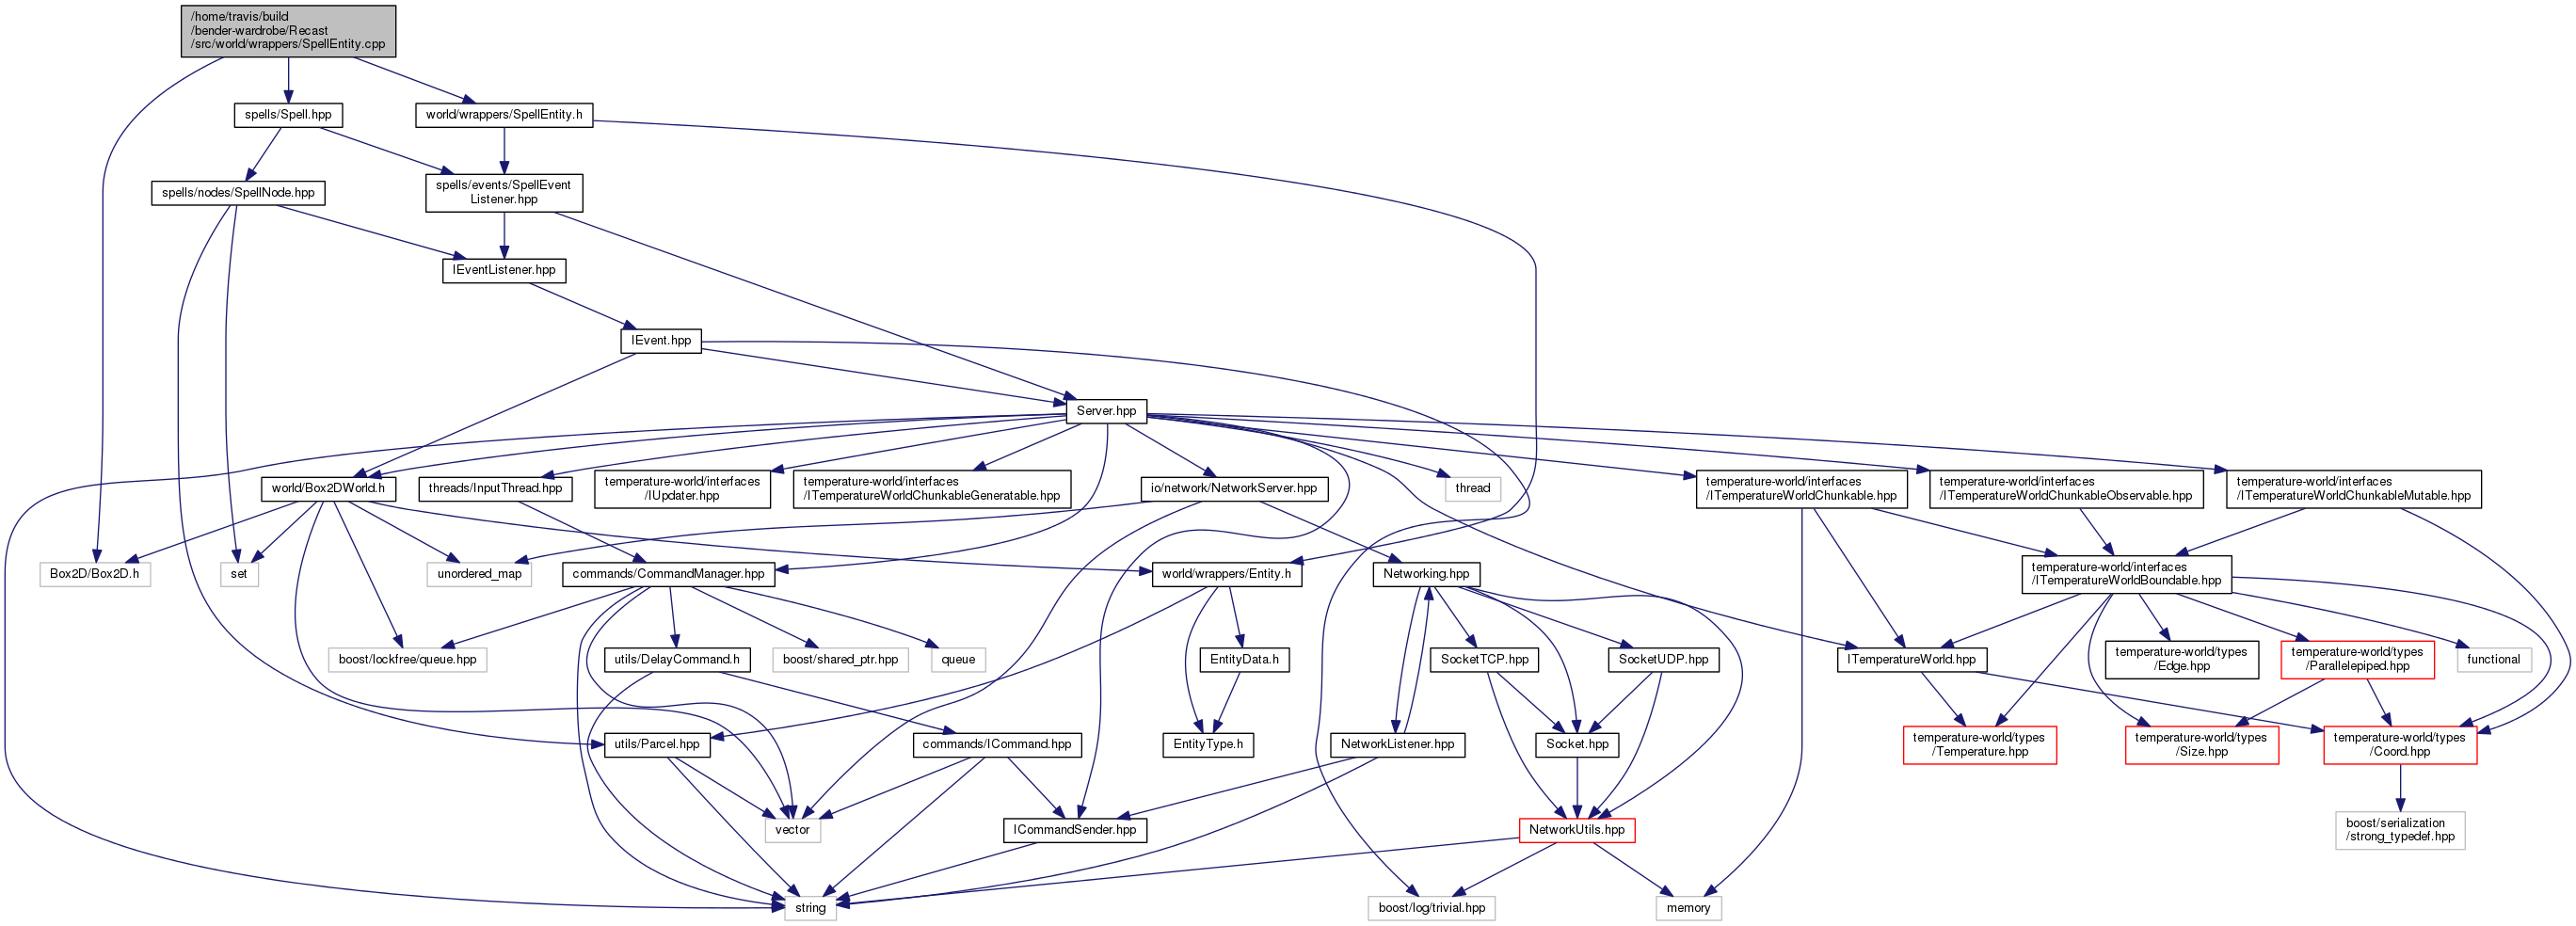 /home/travis/build
/bender-wardrobe/Recast
/src/world/wrappers/SpellEntity.cpp
spells/Spell.hpp
world/wrappers/SpellEntity.h
spells/nodes/SpellNode.hpp
spells/events/SpellEvent
Listener.hpp
IEventListener.hpp
IEvent.hpp
Server.hpp
world/Box2DWorld.h
threads/InputThread.hpp
temperature-world/interfaces
/IUpdater.hpp
temperature-world/interfaces
/ITemperatureWorldChunkableGeneratable.hpp
io/network/NetworkServer.hpp
thread
temperature-world/interfaces
/ITemperatureWorldChunkable.hpp
temperature-world/interfaces
/ITemperatureWorldChunkableObservable.hpp
temperature-world/interfaces
/ITemperatureWorldChunkableMutable.hpp
Box2D/Box2D.h
set
unordered_map
commands/CommandManager.hpp
world/wrappers/Entity.h
Networking.hpp
temperature-world/interfaces
/ITemperatureWorldBoundable.hpp
boost/lockfree/queue.hpp
utils/DelayCommand.h
boost/shared_ptr.hpp
queue
EntityData.h
SocketTCP.hpp
SocketUDP.hpp
ITemperatureWorld.hpp
temperature-world/types
/Edge.hpp
temperature-world/types
/Parallelepiped.hpp
functional
utils/Parcel.hpp
commands/ICommand.hpp
EntityType.h
NetworkListener.hpp
Socket.hpp
temperature-world/types
/Temperature.hpp
temperature-world/types
/Size.hpp
temperature-world/types
/Coord.hpp
vector
ICommandSender.hpp
NetworkUtils.hpp
boost/serialization
/strong_typedef.hpp
string
boost/log/trivial.hpp
memory